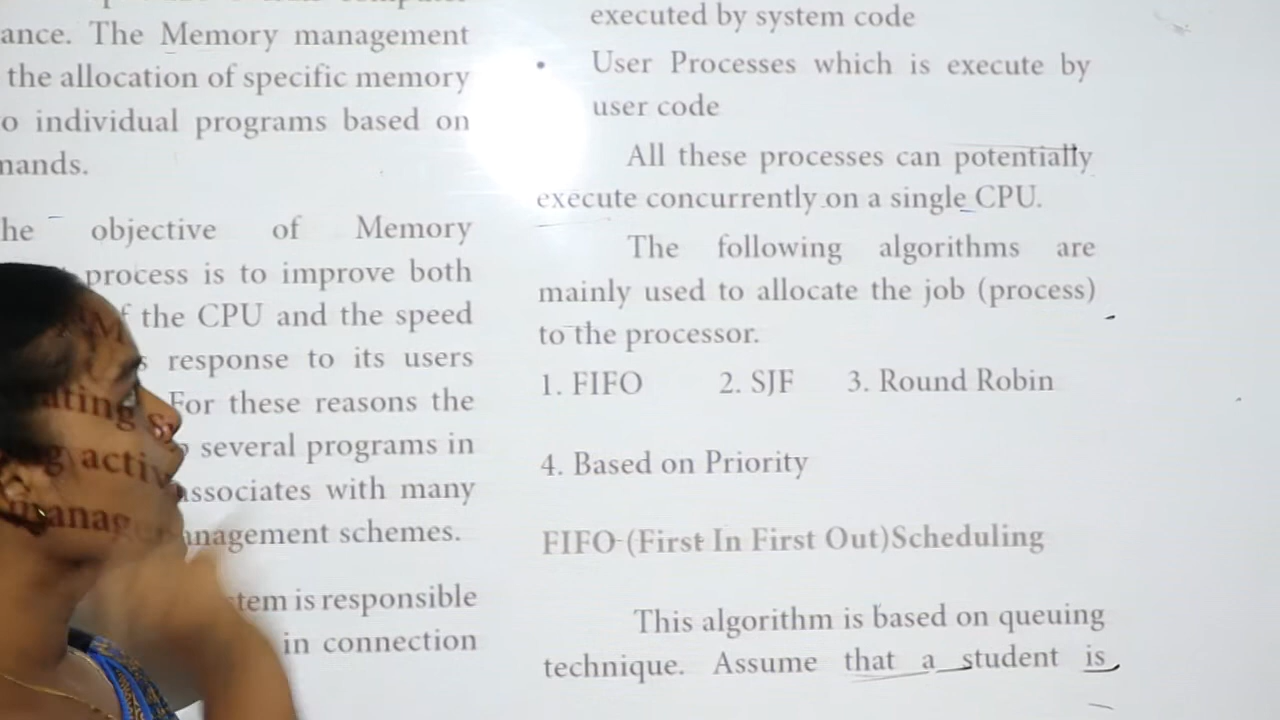 ance. The Memory management
the allocation of specific memory
o individual programs based on
mands.
he objective of Memory
process is to improve both
f the CPU and the speed
s response to its users
For these reasons the
several programs in
associates with many
anagement schemes.
tem is responsible
in connection
executed by system code
• User Processes which is execute by
user code
All these processes can potentially
execute concurrently on a single CPU.
The following algorithms are
mainly used to allocate the job (process)
to the processor.
1. FIFO 2. SJF 3. Round Robin
4. Based on Priority
FIFO (First In First Out)Scheduling
This algorithm is based on queuing
technique. Assume that a student is